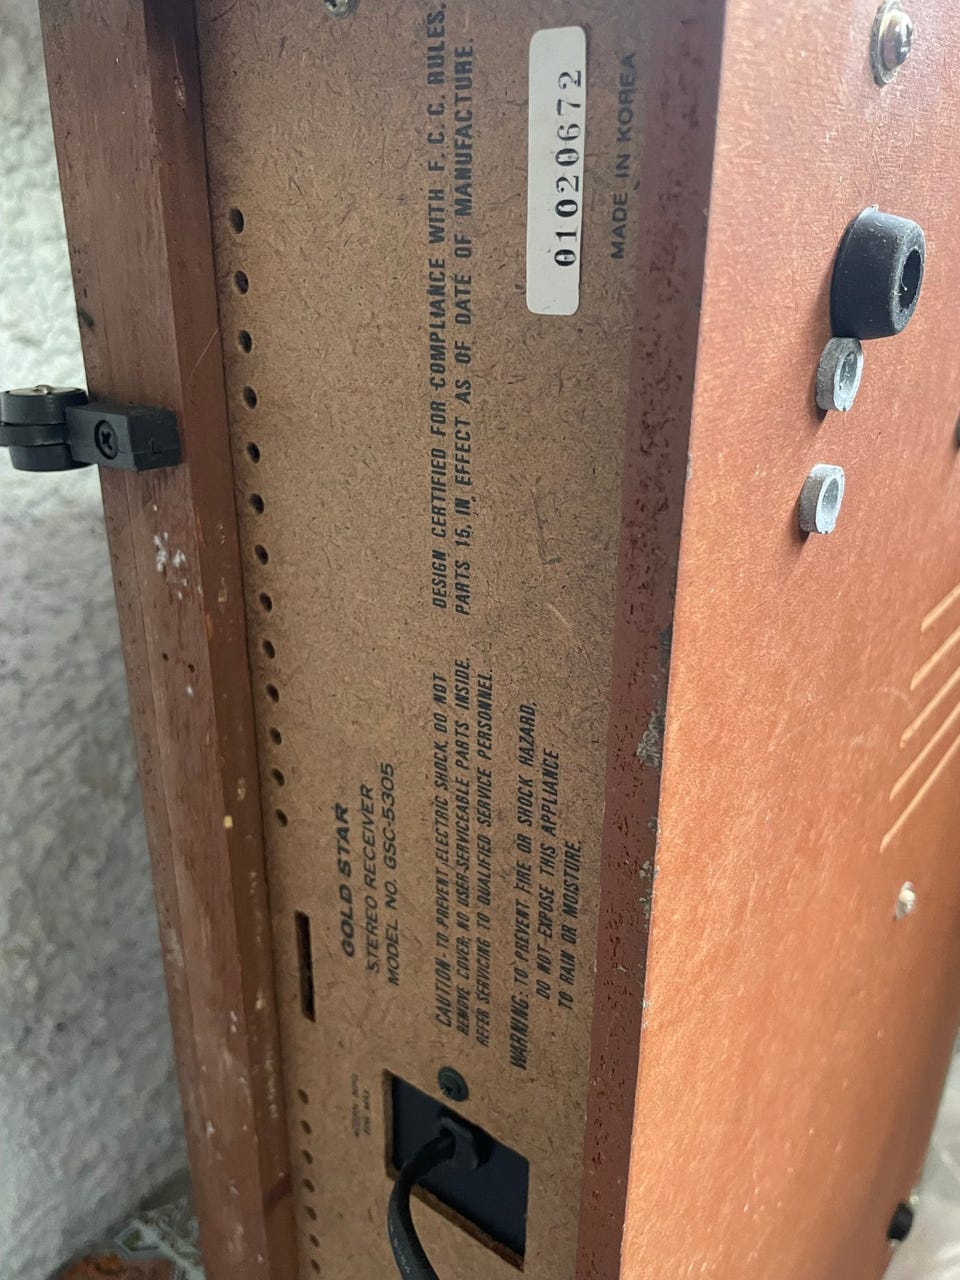 GOLD STAR
STEREO RECEIVER
MODEL NO. GSC-5305
CAUTION: TO PREVENT ELECTRIC SHOCK, DO NOT
REMOVE COVER, NO USER-SERVICEABLE PARTS INSIDE.
REFER SERVICING TO QUALIFIED SERVICE PERSONNEL.
WARNING: TO PREVENT FIRE OR SHOCK HAZARD,
DO NOT EXPOSE THIS APPLIANCE
TO RAIN OR MOISTURE.
DESIGN CERTIFIED FOR COMPLIANCE WITH F. C. C. RULES.
PARTS 15, IN EFFECT AS OF DATE OF MANUFACTURE.
01020672
MADE IN KOREA